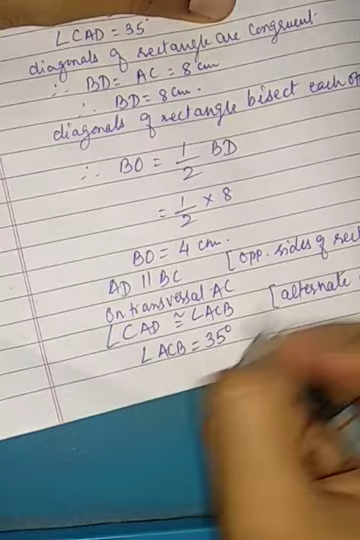 ∠CAD = 35°
diagonals of rectangle are congruent.
∴ BD = AC = 8 cm
∴ BD = 8 cm.
diagonals of rectangle bisect each
∴ BO = 1/2 BD
= 1/2 × 8
BO = 4 cm.
AD || BC [opp. sides of rect
On transversal AC
∠CAD ≅ ∠ACB [alternate
∠ACB = 35°